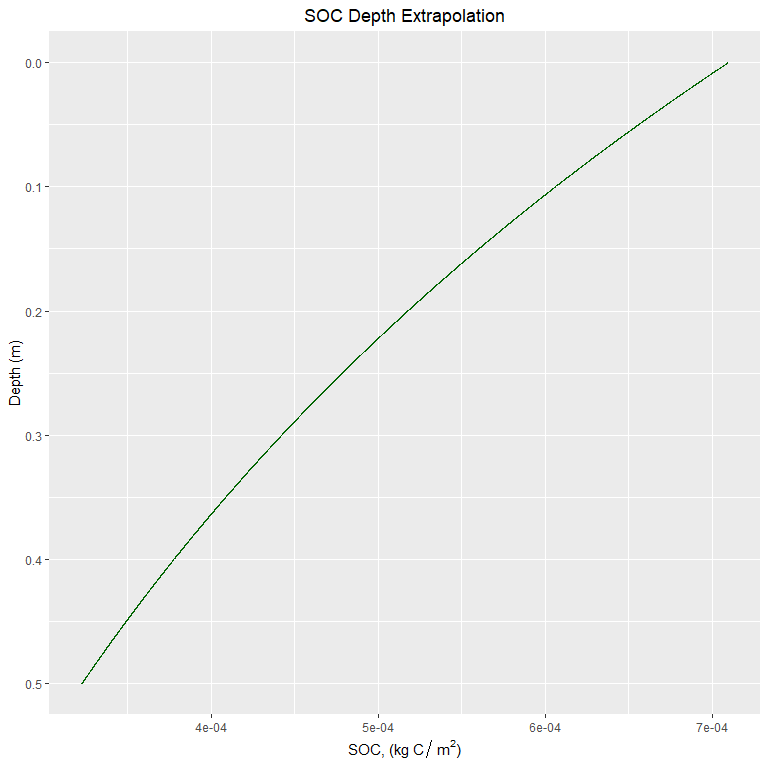 SOC Depth Extrapolation
0.0
0.1
0.2
0.3
0.4
0.5
Depth (m)
4e-04 5e-04 6e-04 7e-04
SOC, (kg C/ m²)